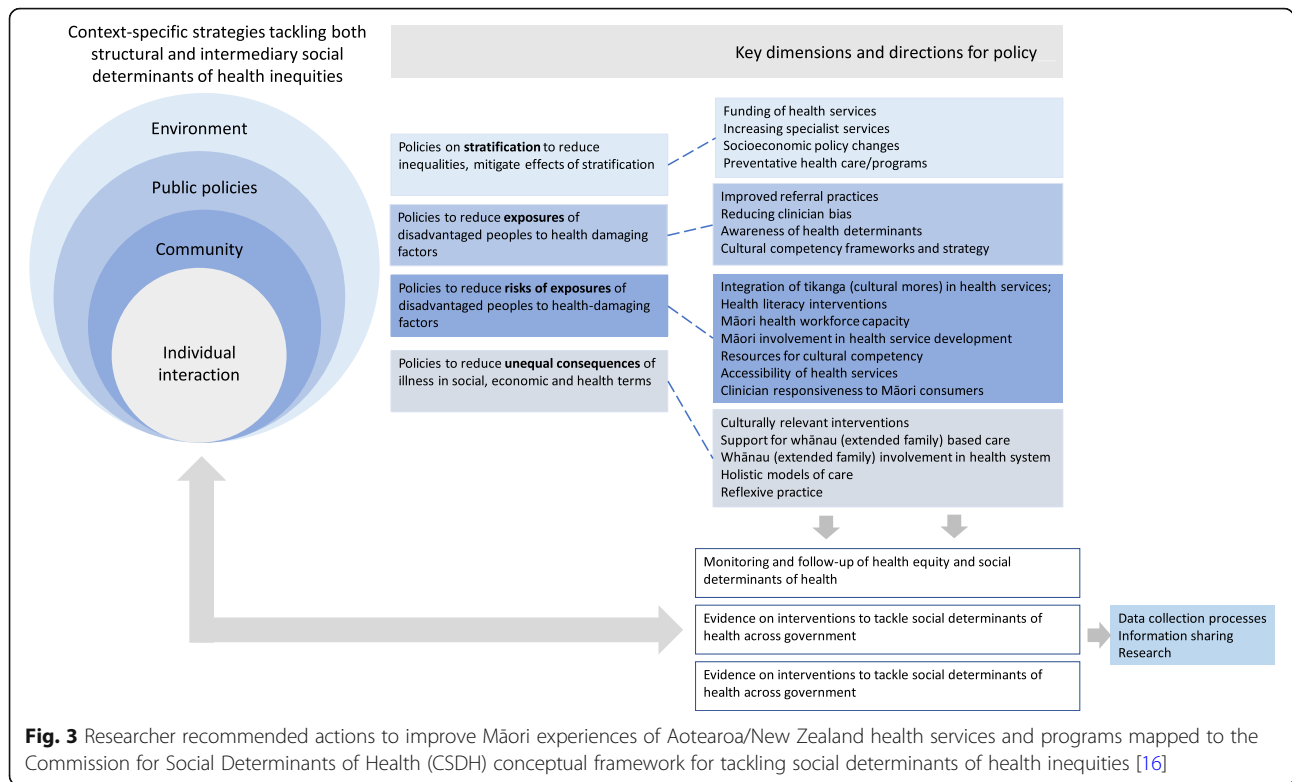 Context-specific strategies tackling both
structural and intermediary social
determinants of health inequities
Key dimensions and directions for policy
Environment
Public policies
Community
Individual
interaction
Policies on stratification to reduce
inequalities, mitigate effects of stratification
Policies to reduce exposures of
disadvantaged peoples to health damaging
factors
Policies to reduce risks of exposures of
disadvantaged peoples to health-damaging
factors
Policies to reduce unequal consequences of
illness in social, economic and health terms
Funding of health services
Increasing specialist services
Socioeconomic policy changes
Preventative health care/programs
Improved referral practices
Reducing clinician bias
Awareness of health determinants
Cultural competency frameworks and strategy
Integration of tikanga (cultural mores) in health services;
Health literacy interventions
Māori health workforce capacity
Māori involvement in health service development
Resources for cultural competency
Accessibility of health services
Clinician responsiveness to Māori consumers
Culturally relevant interventions
Support for whānau (extended family) based care
Whānau (extended family) involvement in health system
Holistic models of care
Reflexive practice
Monitoring and follow-up of health equity and social
determinants of health
Evidence on interventions to tackle social determinants of
health across government
Evidence on interventions to tackle social determinants of
health across government
Data collection processes
Information sharing
Research
Fig. 3 Researcher recommended actions to improve Māori experiences of Aotearoa/New Zealand health services and programs mapped to the
Commission for Social Determinants of Health (CSDH) conceptual framework for tackling social determinants of health inequities [16]